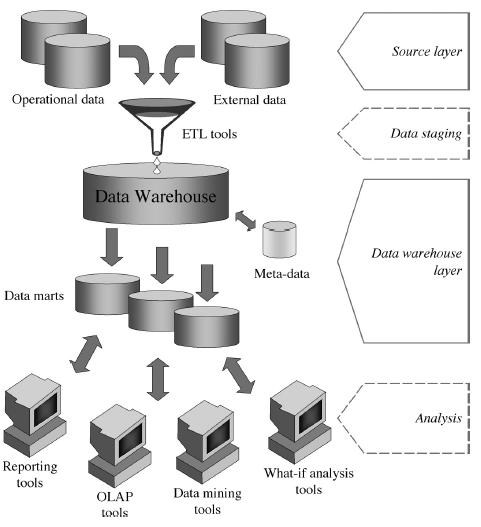 Source layer
Operational data
External data
ETL tools
Data staging
Data Warehouse
Data warehouse
layer
Meta-data
Data marts
Analysis
Reporting
tools
OLAP
tools
Data mining
tools
What-if analysis
tools